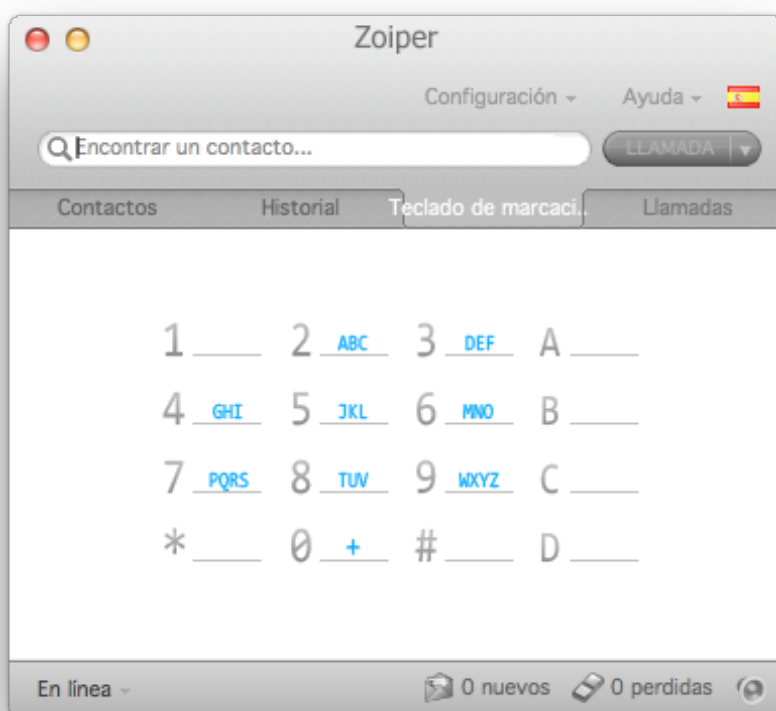 Zoiper
Configuración Ayuda
Encontrar un contacto... LLAMADA
Contactos Historial Teclado de marcaci.. Llamadas
1 2 ABC 3 DEF A
4 GHI 5 JKL 6 MNO B
7 PQRS 8 TUV 9 WXYZ C
* 0 + # D
En línea 0 nuevos 0 perdidas